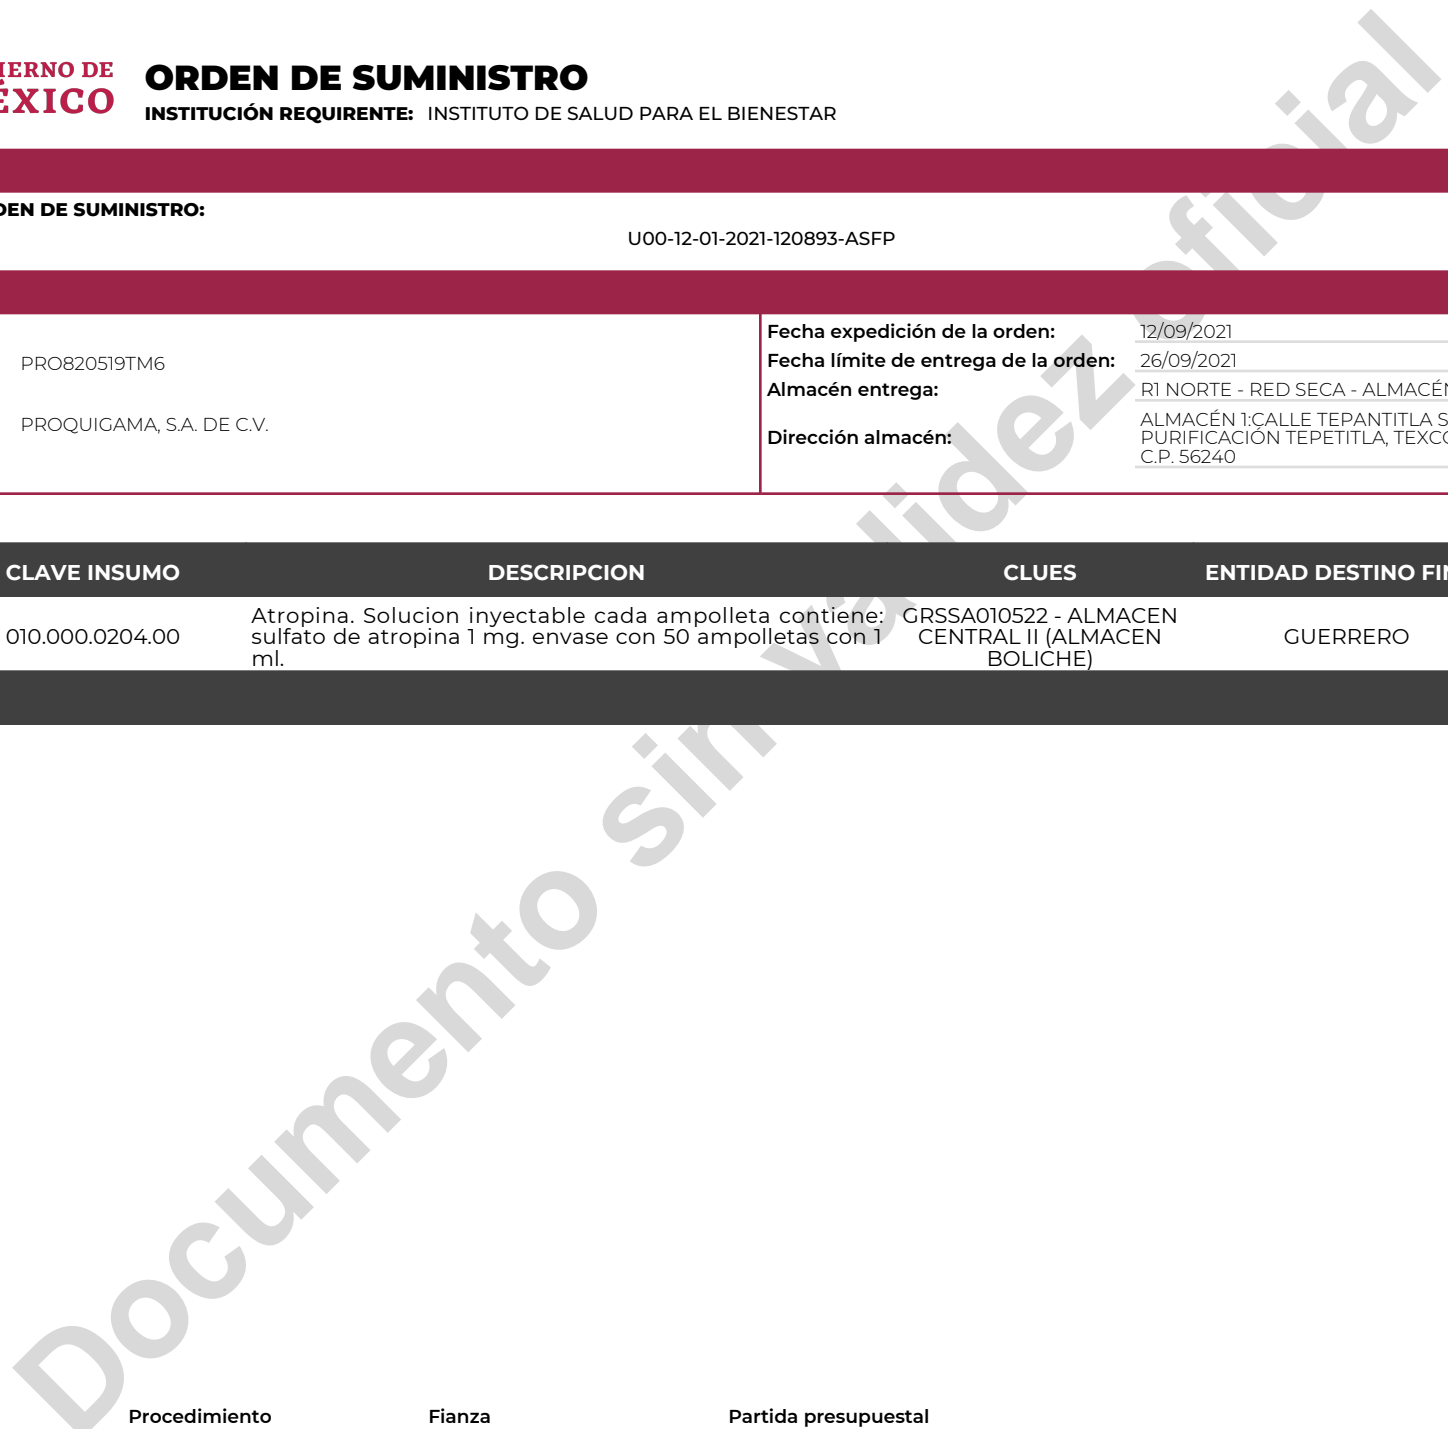 IERNO DE
ÉXICO
ORDEN DE SUMINISTRO
INSTITUCIÓN REQUIRENTE: INSTITUTO DE SALUD PARA EL BIENESTAR
DEN DE SUMINISTRO:
U00-12-01-2021-120893-ASFP
PRO820519TM6
PROQUIGAMA, S.A. DE C.V.
Fecha expedición de la orden: 12/09/2021
Fecha límite de entrega de la orden: 26/09/2021
Almacén entrega: R1 NORTE - RED SECA - ALMACÉN
Dirección almacén: ALMACÉN 1:CALLE TEPANTITLA S
PURIFICACIÓN TEPETITLA, TEXCO
C.P. 56240
CLAVE INSUMO DESCRIPCION CLUES ENTIDAD DESTINO FIN
010.000.0204.00
Atropina. Solucion inyectable cada ampolleta contiene:
sulfato de atropina 1 mg. envase con 50 ampolletas con 1
ml.
GRSSA010522 - ALMACEN
CENTRAL II (ALMACEN
BOLICHE)
GUERRERO
Documento sin validez oficial
Procedimiento Fianza Partida presupuestal